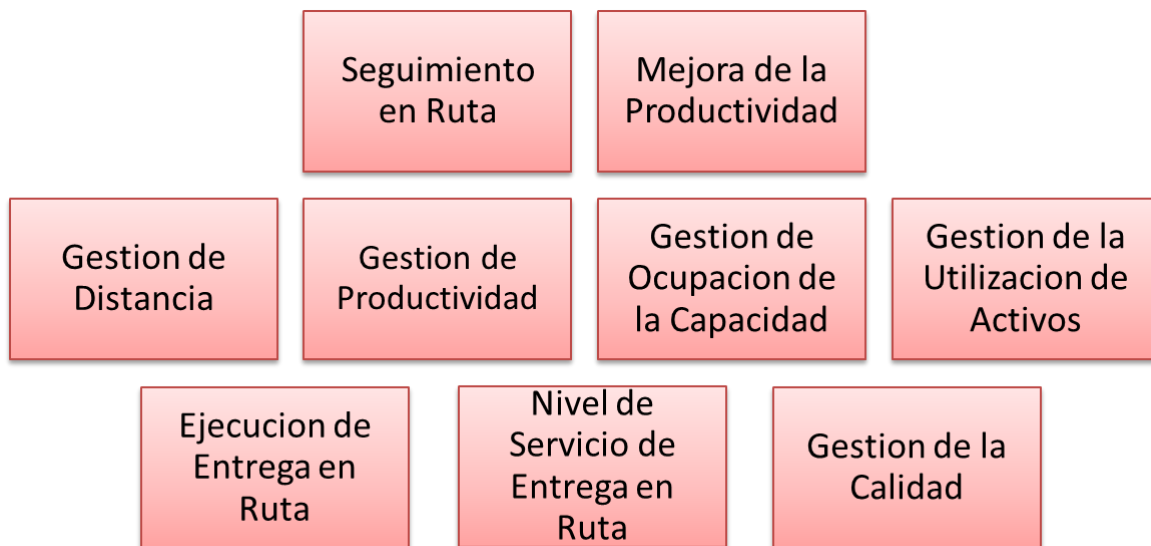 Seguimiento
en Ruta
Mejora de la
Productividad
Gestion de
Distancia
Gestion de
Productividad
Gestion de
Ocupacion de
la Capacidad
Gestion de la
Utilizacion de
Activos
Ejecucion de
Entrega en
Ruta
Nivel de
Servicio de
Entrega en
Ruta
Gestion de la
Calidad